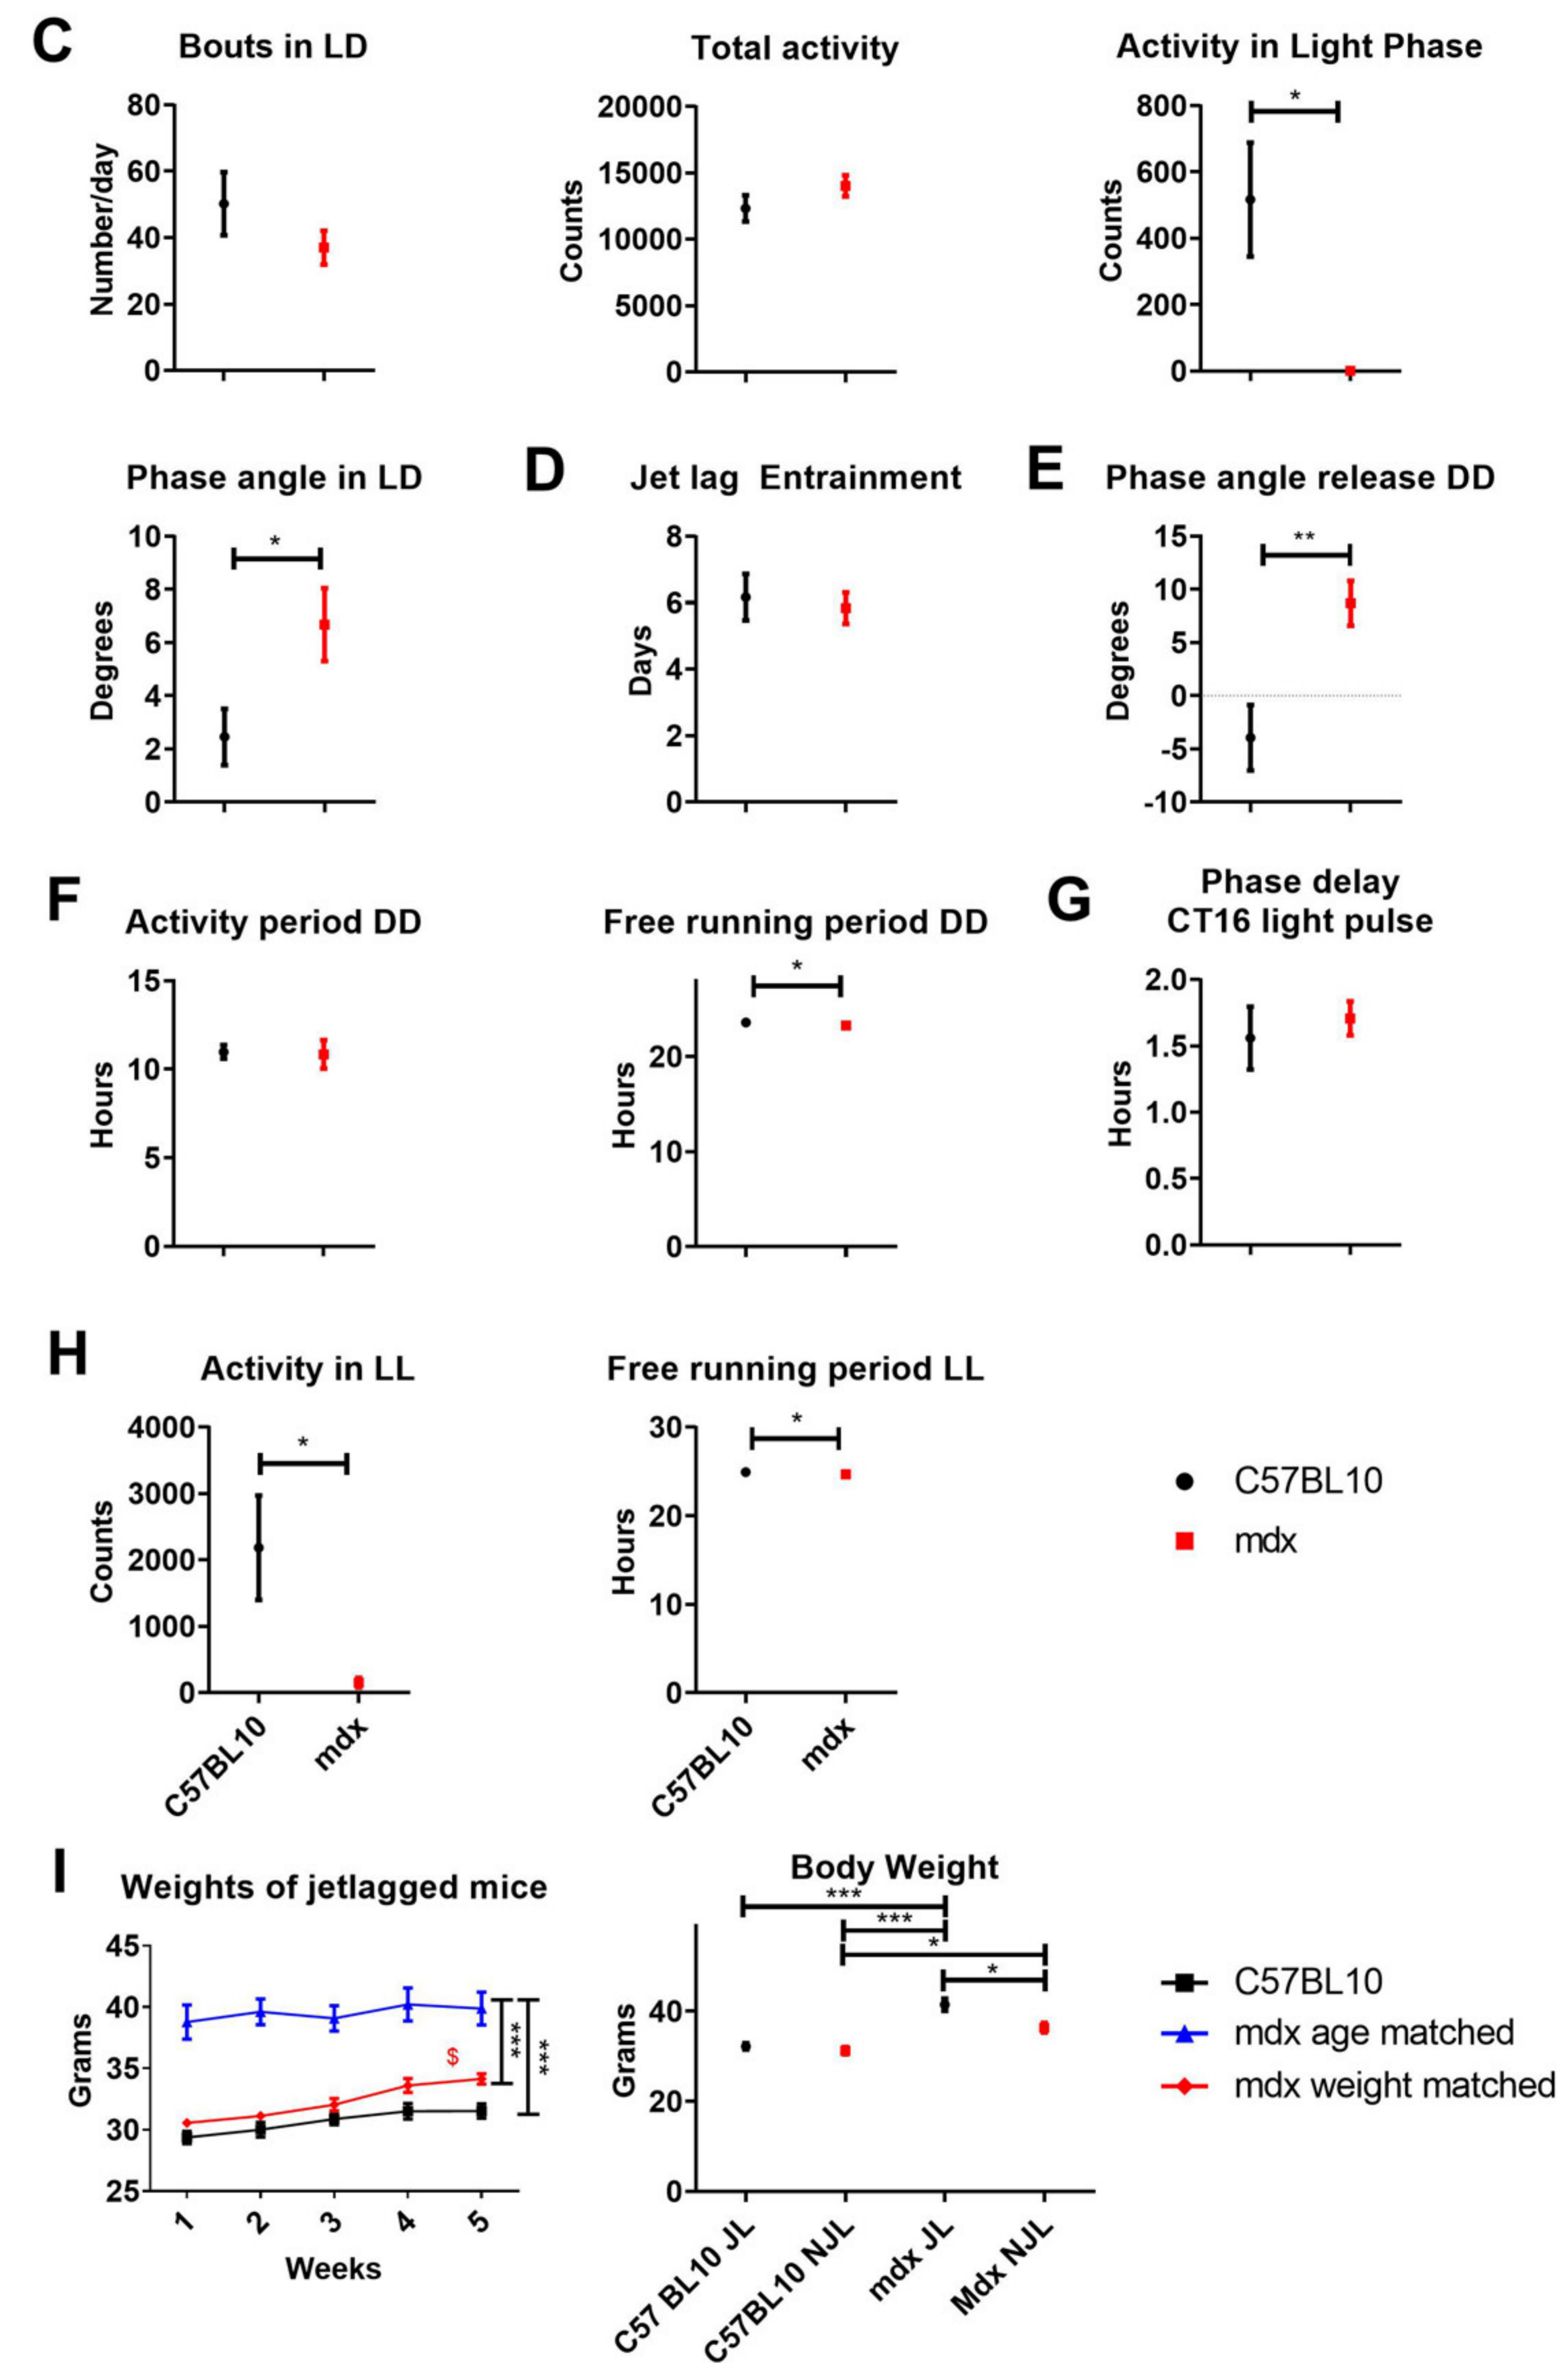 C
Bouts in LD
80
60
40
20
0
Number/day
Total activity
20000
15000
10000
5000
0
Counts
Activity in Light Phase
*
800
600
400
200
0
Counts
Phase angle in LD
*
10
8
6
4
2
0
Degrees
D
Jet lag Entrainment
8
6
4
2
0
Days
E
Phase angle release DD
**
15
10
5
0
-5
-10
Degrees
F
Activity period DD
15
10
5
0
Hours
Free running period DD
*
20
10
0
Hours
G
Phase delay
CT16 light pulse
2.0
1.5
1.0
0.5
0.0
Hours
H
Activity in LL
*
4000
3000
2000
1000
0
Counts
C57BL10
mdx
Free running period LL
*
30
20
10
0
Hours
C57BL10
mdx
C57BL10
mdx
I
Weights of jetlagged mice
45
40
35
30
25
Grams
$
***
***
1
2
3
4
5
Weeks
Body Weight
***
***
*
*
40
20
0
Grams
C57 BL10 JL
C57BL10 NJL
mdx JL
Mdx NJL
C57BL10
mdx age matched
mdx weight matched